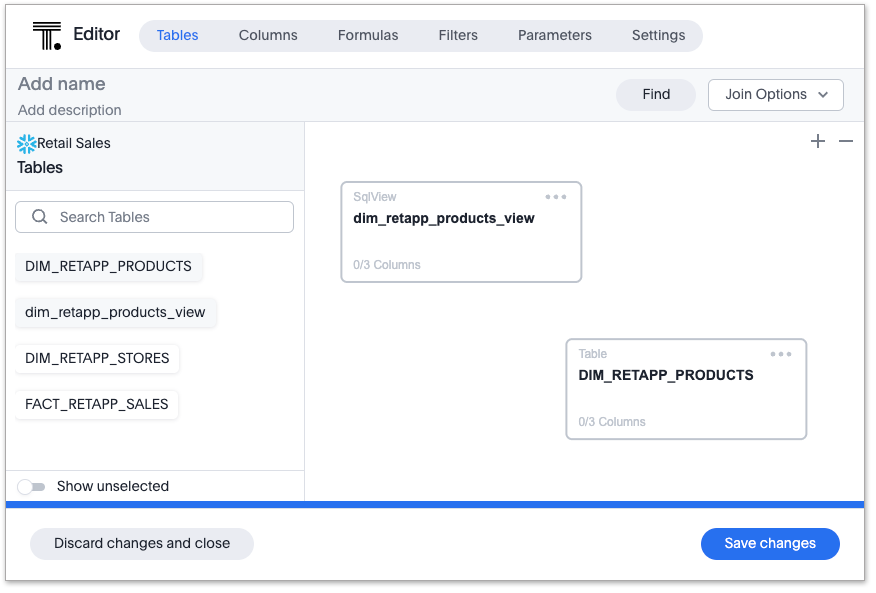 Editor
Tables
Columns
Formulas
Filters
Parameters
Settings
Add name
Add description
Find
Join Options
Retail Sales
Tables
Search Tables
DIM_RETAPP_PRODUCTS
dim_retapp_products_view
DIM_RETAPP_STORES
FACT_RETAPP_SALES
Show unselected
SqlView
dim_retapp_products_view
0/3 Columns
Table
DIM_RETAPP_PRODUCTS
0/3 Columns
Discard changes and close
Save changes